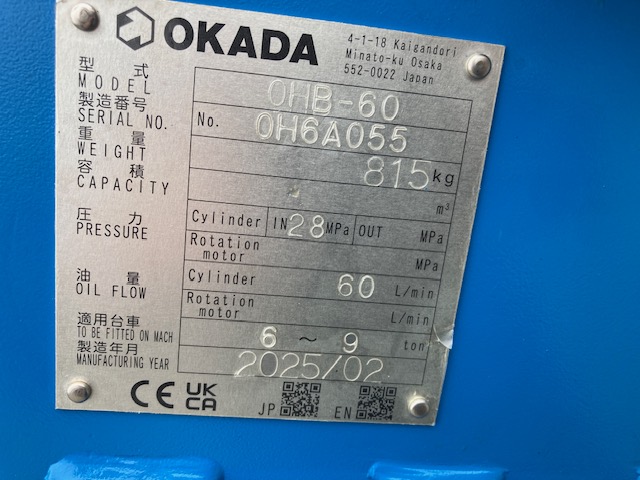 OKADA
4-1-18 Kaigandori
Minato-ku Osaka
552-0022 Japan
型式 OHB-60
MODEL
製造番号 No. OH6A055
SERIAL NO.
重量 815kg
WEIGHT
容積 m³
CAPACITY
圧力 Cylinder IN 28 MPa OUT MPa
PRESSURE Rotation motor MPa
油量 Cylinder 60 L/min
OIL FLOW Rotation motor L/min
適用台車 6～9 ton
TO BE FITTED ON MACH
製造年月 2025/02
MANUFACTURING YEAR
CE UK CA JP EN